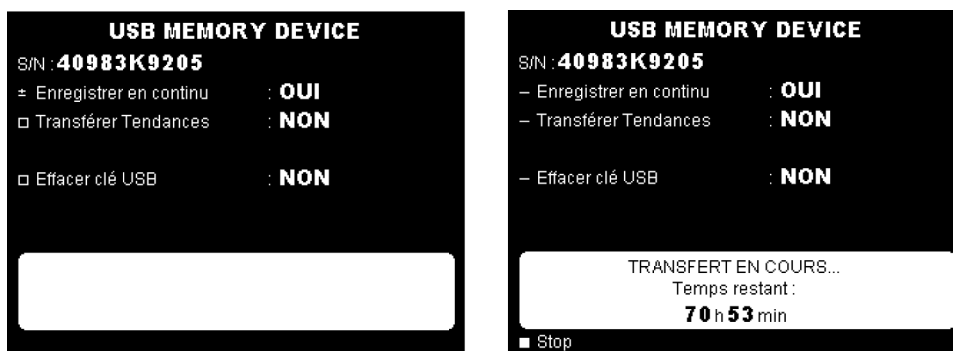 USB MEMORY DEVICE
S/N : 40983K9205
± Enregistrer en continu : OUI
□ Transférer Tendances : NON
□ Effacer clé USB : NON
USB MEMORY DEVICE
S/N : 40983K9205
– Enregistrer en continu : OUI
– Transférer Tendances : NON
– Effacer clé USB : NON
TRANSFERT EN COURS...
Temps restant :
70 h 53 min
■ Stop